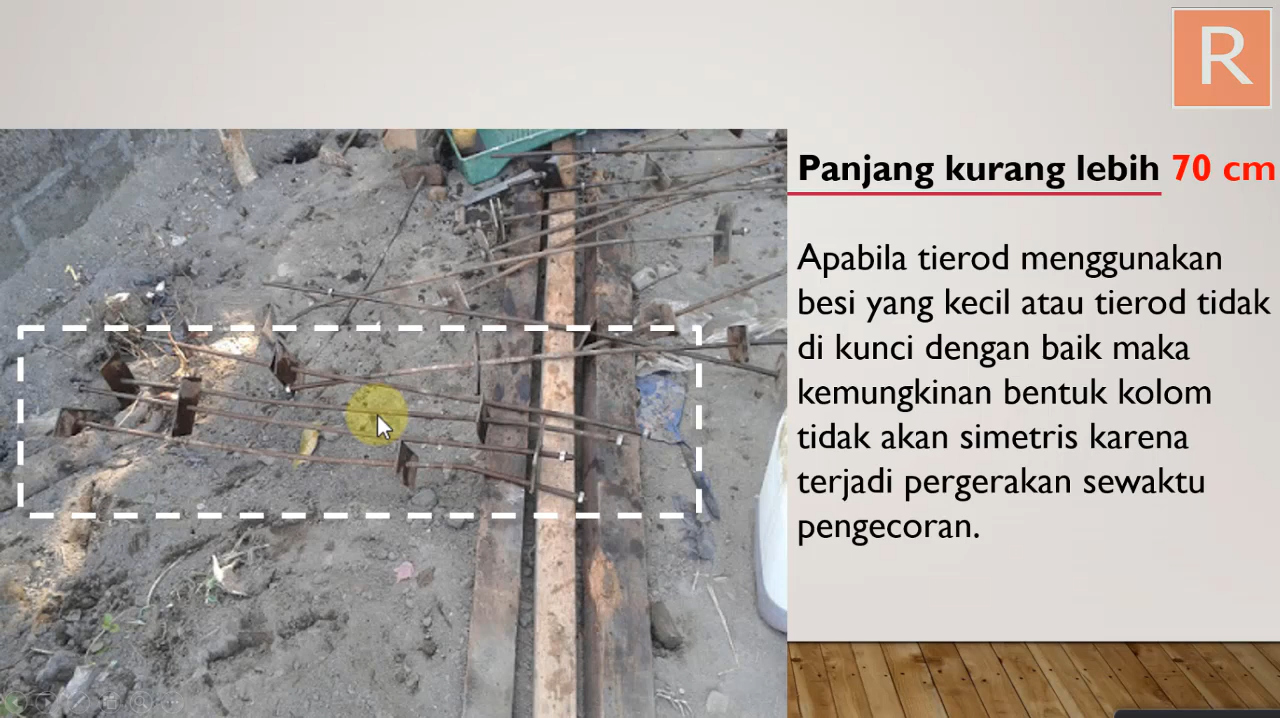 R
Panjang kurang lebih 70 cm
Apabila tierod menggunakan
besi yang kecil atau tierod tidak
di kunci dengan baik maka
kemungkinan bentuk kolom
tidak akan simetris karena
terjadi pergerakan sewaktu
pengecoran.